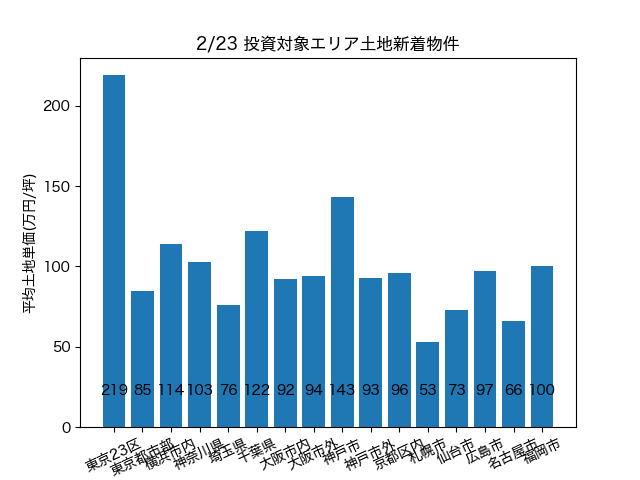 2/23 投資対象エリア土地新着物件
平均土地単価(万円/坪)
200
150
100
50
0
219 85 114 103 76 122 92 94 143 93 96 53 73 97 66 100
東京23区
東京都市部
横浜市内
神奈川県
埼玉県
千葉県
大阪市内
大阪市外
神戸市
神戸市外
京都区内
札幌市
仙台市
広島市
名古屋市
福岡市